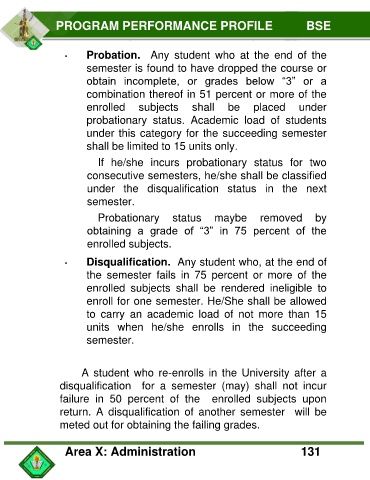 PROGRAM PERFORMANCE PROFILE BSE
• Probation. Any student who at the end of the
semester is found to have dropped the course or
obtain incomplete, or grades below “3” or a
combination thereof in 51 percent or more of the
enrolled subjects shall be placed under
probationary status. Academic load of students
under this category for the succeeding semester
shall be limited to 15 units only.
If he/she incurs probationary status for two
consecutive semesters, he/she shall be classified
under the disqualification status in the next
semester.
Probationary status maybe removed by
obtaining a grade of “3” in 75 percent of the
enrolled subjects.
• Disqualification. Any student who, at the end of
the semester fails in 75 percent or more of the
enrolled subjects shall be rendered ineligible to
enroll for one semester. He/She shall be allowed
to carry an academic load of not more than 15
units when he/she enrolls in the succeeding
semester.
A student who re-enrolls in the University after a
disqualification for a semester (may) shall not incur
failure in 50 percent of the enrolled subjects upon
return. A disqualification of another semester will be
meted out for obtaining the failing grades.
Area X: Administration 131